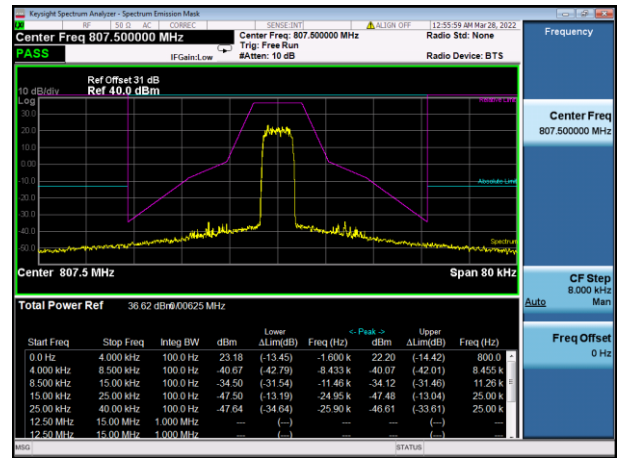 Keysight Spectrum Analyzer - Spectrum Emission Mask
RF 50 Ω AC CORREC SENSE:INT ALIGN OFF 12:55:59 AM Mar 28, 2022
Center Freq 807.500000 MHz Center Freq: 807.500000 MHz Radio Std: None
Trig: Free Run
PASS IFGain:Low #Atten: 10 dB Radio Device: BTS
Frequency
Ref Offset 31 dB
10 dB/div Ref 40.0 dBm
Log
30.0
20.0
10.0
0.00
-10.0
-20.0
-30.0
-40.0
-50.0
Relative Limit
Absolute Limit
Spectrum
Center 807.5 MHz Span 80 kHz
Center Freq
807.500000 MHz
CF Step
8.000 kHz
Auto Man
Freq Offset
0 Hz
Total Power Ref 36.62 dBm/0.00625 MHz
Lower <- Peak -> Upper
Start Freq Stop Freq Integ BW dBm ΔLim(dB) Freq (Hz) dBm ΔLim(dB) Freq (Hz)
0.0 Hz 4.000 kHz 100.0 Hz 23.18 (-13.45) -1.600 k 22.20 (-14.42) 800.0
4.000 kHz 8.500 kHz 100.0 Hz -40.67 (-42.79) -8.433 k -40.07 (-42.01) 8.455 k
8.500 kHz 15.00 kHz 100.0 Hz -34.50 (-31.54) -11.46 k -34.12 (-31.46) 11.26 k
15.00 kHz 25.00 kHz 100.0 Hz -47.50 (-13.19) -24.95 k -47.48 (-13.04) 25.00 k
25.00 kHz 40.00 kHz 100.0 Hz -47.64 (-34.64) -25.90 k -46.61 (-33.61) 25.00 k
12.50 MHz 15.00 MHz 1.000 MHz --- (---) --- --- (---) ---
12.50 MHz 15.00 MHz 1.000 MHz --- (---) --- --- (---) ---
MSG STATUS